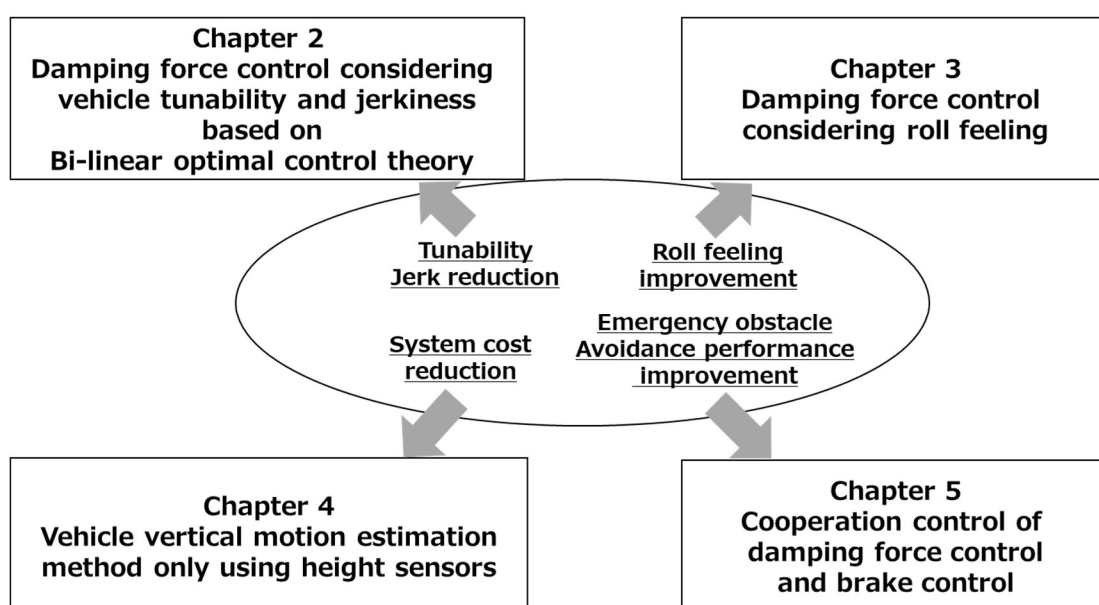 Chapter 2
Damping force control considering
vehicle tunability and jerkiness
based on
Bi-linear optimal control theory
Chapter 3
Damping force control
considering roll feeling
Tunability
Jerk reduction
Roll feeling
improvement
System cost
reduction
Emergency obstacle
Avoidance performance
improvement
Chapter 4
Vehicle vertical motion estimation
method only using height sensors
Chapter 5
Cooperation control of
damping force control
and brake control